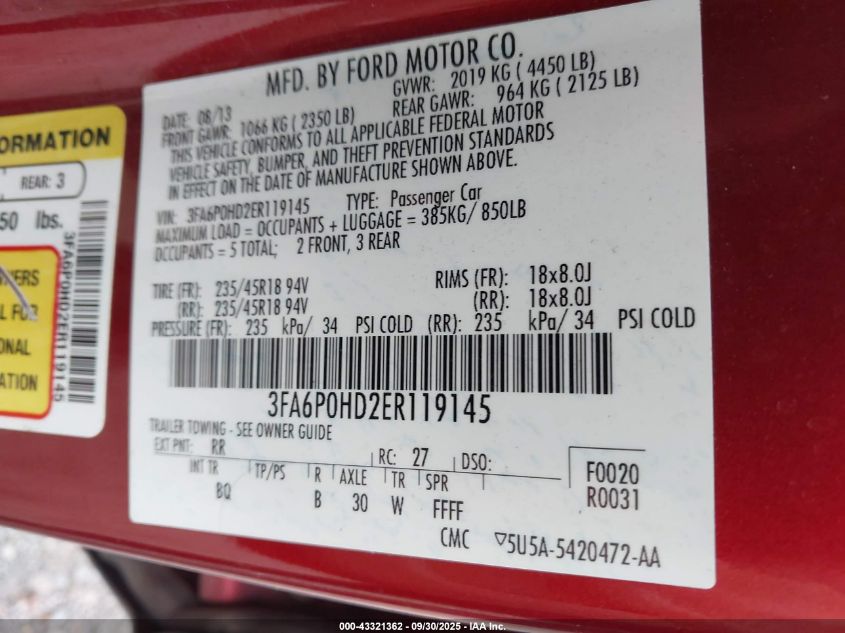 ORMATION
REAR: 3
50 lbs.
3FA6P0HD2ER119145
NERS
L FOR
ONAL
ATION
MFD. BY FORD MOTOR CO.
DATE: 08/13 GVWR: 2019 KG ( 4450 LB)
FRONT GAWR: 1066 KG ( 2350 LB) REAR GAWR: 964 KG ( 2125 LB)
THIS VEHICLE CONFORMS TO ALL APPLICABLE FEDERAL MOTOR
VEHICLE SAFETY, BUMPER, AND THEFT PREVENTION STANDARDS
IN EFFECT ON THE DATE OF MANUFACTURE SHOWN ABOVE.
VIN: 3FA6P0HD2ER119145 TYPE: Passenger Car
MAXIMUM LOAD = OCCUPANTS + LUGGAGE = 385KG/ 850LB
OCCUPANTS = 5 TOTAL; 2 FRONT, 3 REAR
TIRE (FR): 235/45R18 94V RIMS (FR): 18x8.0J
(RR): 235/45R18 94V (RR): 18x8.0J
PRESSURE (FR): 235 kPa/ 34 PSI COLD (RR): 235 kPa/ 34 PSI COLD
3FA6P0HD2ER119145
TRAILER TOWING - SEE OWNER GUIDE
EXT PNT: RR RC: 27 DSO:
INT TR TP/PS R AXLE TR SPR
BQ B 30 W FFFF
F0020
R0031
CMC ▽5U5A-5420472-AA
000-43321362 - 09/30/2025 - IAA, Inc.